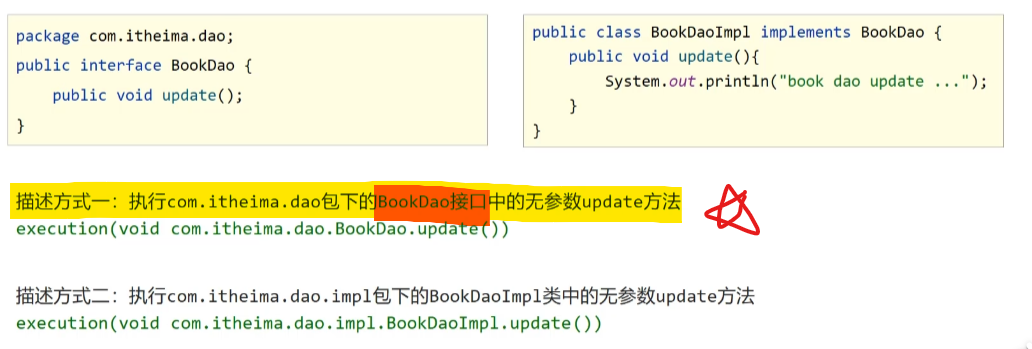 package com.itheima.dao;
public interface BookDao {
public void update();
}
public class BookDaoImpl implements BookDao {
public void update(){
System.out.println("book dao update ...");
}
}
描述方式一：执行com.itheima.dao包下的BookDao接口中的无参数update方法
execution(void com.itheima.dao.BookDao.update())
描述方式二：执行com.itheima.dao.impl包下的BookDaoImpl类中的无参数update方法
execution(void com.itheima.dao.impl.BookDaoImpl.update())